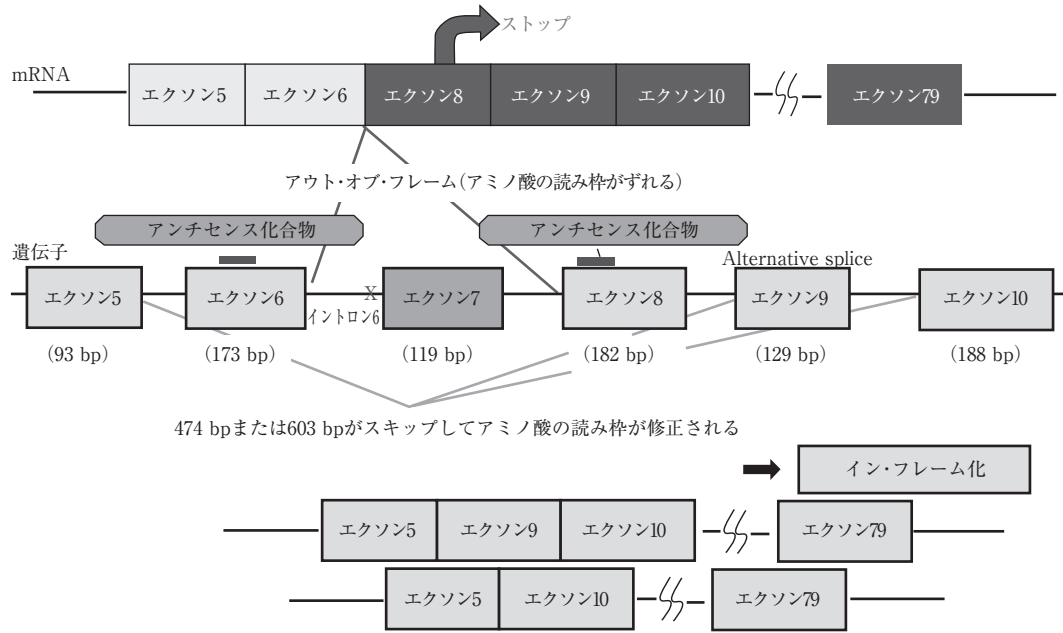 ストップ
mRNA
エクソン5 エクソン6 エクソン8 エクソン9 エクソン10 エクソン79
アウト・オブ・フレーム(アミノ酸の読み枠がずれる)
アンチセンス化合物 アンチセンス化合物
遺伝子 Alternative splice
エクソン5 エクソン6 X エクソン7 エクソン8 エクソン9 エクソン10
イントロン6
(93 bp) (173 bp) (119 bp) (182 bp) (129 bp) (188 bp)
474 bpまたは603 bpがスキップしてアミノ酸の読み枠が修正される
イン・フレーム化
エクソン5 エクソン9 エクソン10 エクソン79
エクソン5 エクソン10 エクソン79